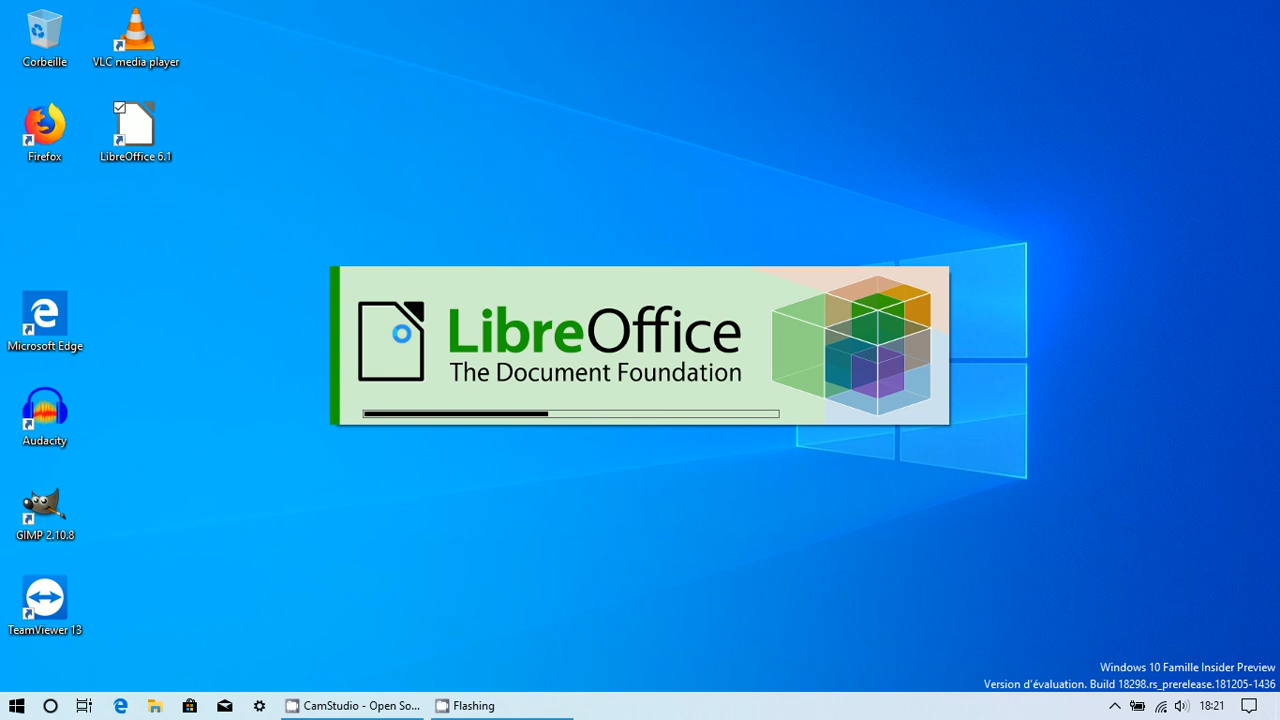 Corbeille
VLC media player
Firefox
LibreOffice 6.1
Microsoft Edge
Audacity
GIMP 2.10.8
TeamViewer 13
LibreOffice
The Document Foundation
Windows 10 Famille Insider Preview
Version d'évaluation. Build 18298.rs_prerelease.181205-1436
CamStudio - Open So...
Flashing
18:21